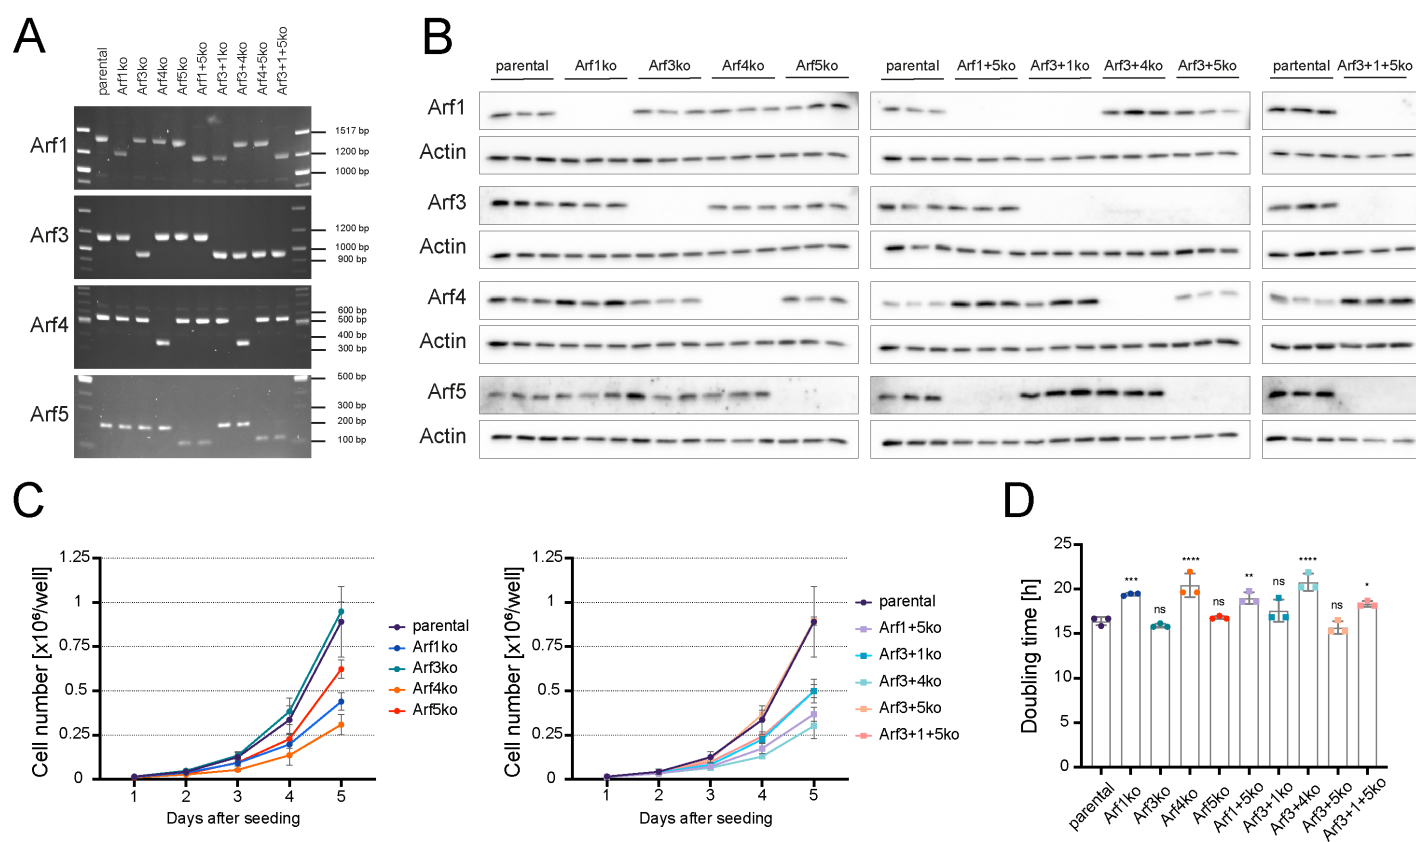 A
parental
Arf1ko
Arf3ko
Arf4ko
Arf5ko
Arf1+5ko
Arf3+1ko
Arf3+4ko
Arf4+5ko
Arf3+1+5ko
Arf1
1517 bp
1200 bp
1000 bp
Arf3
1200 bp
1000 bp
900 bp
Arf4
600 bp
500 bp
400 bp
300 bp
Arf5
500 bp
300 bp
200 bp
100 bp
B
parental Arf1ko Arf3ko Arf4ko Arf5ko
parental Arf1+5ko Arf3+1ko Arf3+4ko Arf3+5ko
partental Arf3+1+5ko
Arf1
Actin
Arf3
Actin
Arf4
Actin
Arf5
Actin
C
Cell number [x10⁶/well]
1.25
1
0.75
0.5
0.25
0
1 2 3 4 5
Days after seeding
parental
Arf1ko
Arf3ko
Arf4ko
Arf5ko
Cell number [x10⁶/well]
1.25
1
0.75
0.5
0.25
0
1 2 3 4 5
Days after seeding
parental
Arf1+5ko
Arf3+1ko
Arf3+4ko
Arf3+5ko
Arf3+1+5ko
D
Doubling time [h]
25
20
15
10
5
0
*** ns **** ns ** ns **** ns *
parental
Arf1ko
Arf3ko
Arf4ko
Arf5ko
Arf1+5ko
Arf3+1ko
Arf3+4ko
Arf3+5ko
Arf3+1+5ko